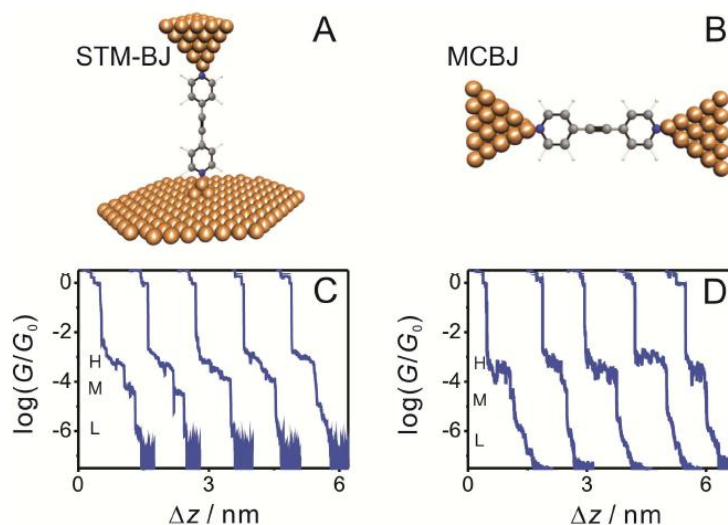 A
STM-BJ
B
MCBJ
C
log(G/G₀)
0
-2
-4
-6
H
M
L
0
3
6
Δz / nm
D
log(G/G₀)
0
-2
-4
-6
H
M
L
0
3
6
Δz / nm